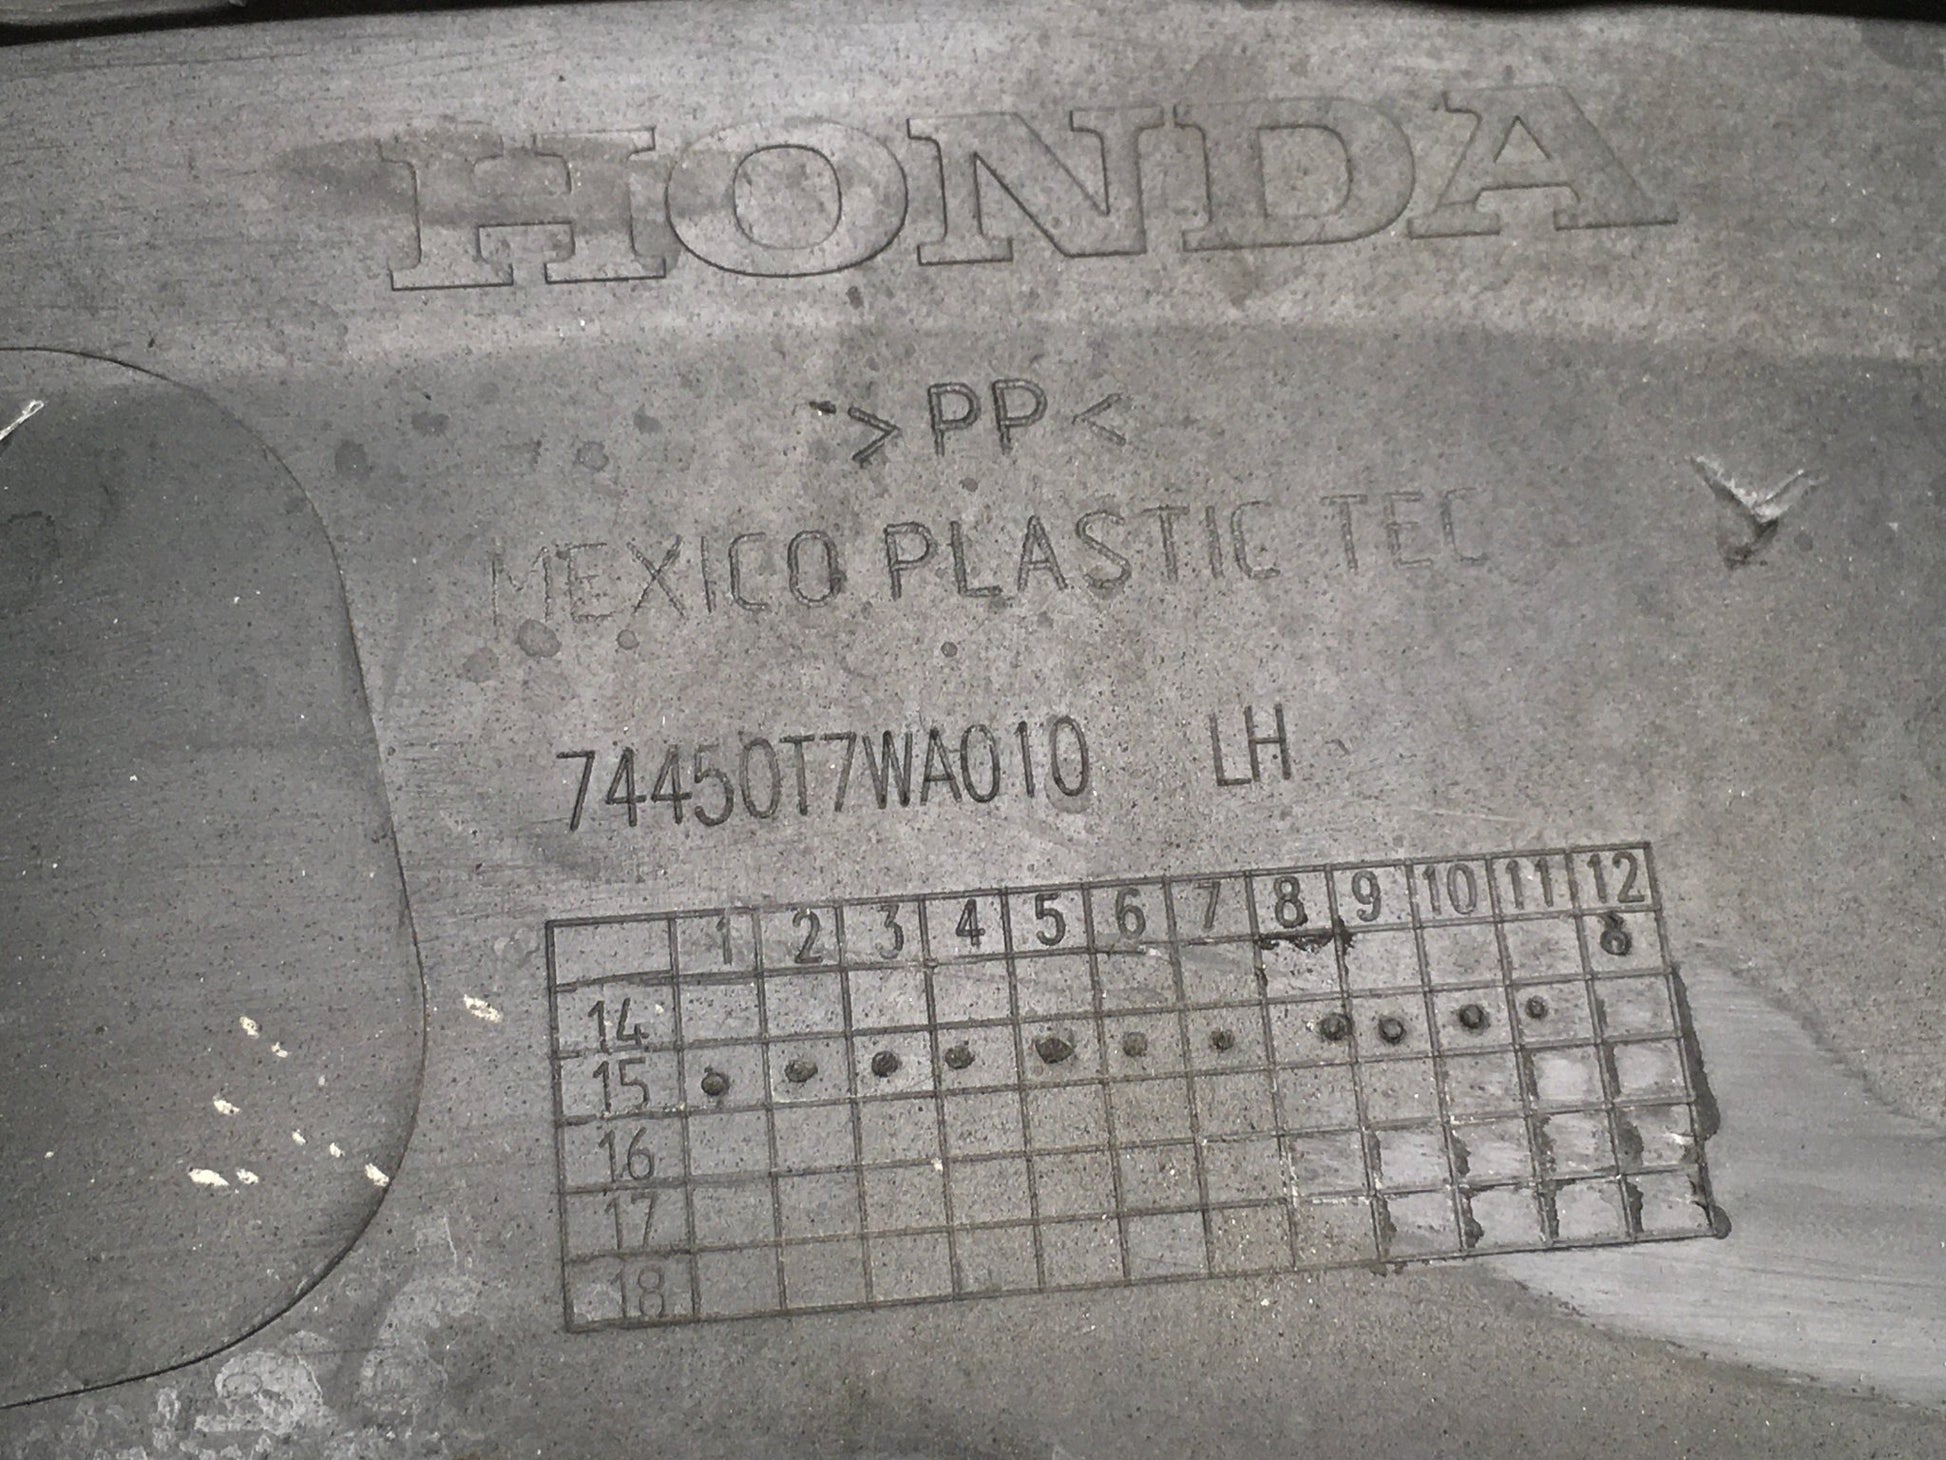 HONDA
>PP<
MEXICO PLASTIC TEC
74450T7WA010 LH
1 2 3 4 5 6 7 8 9 10 11 12
14
15
16
17
18